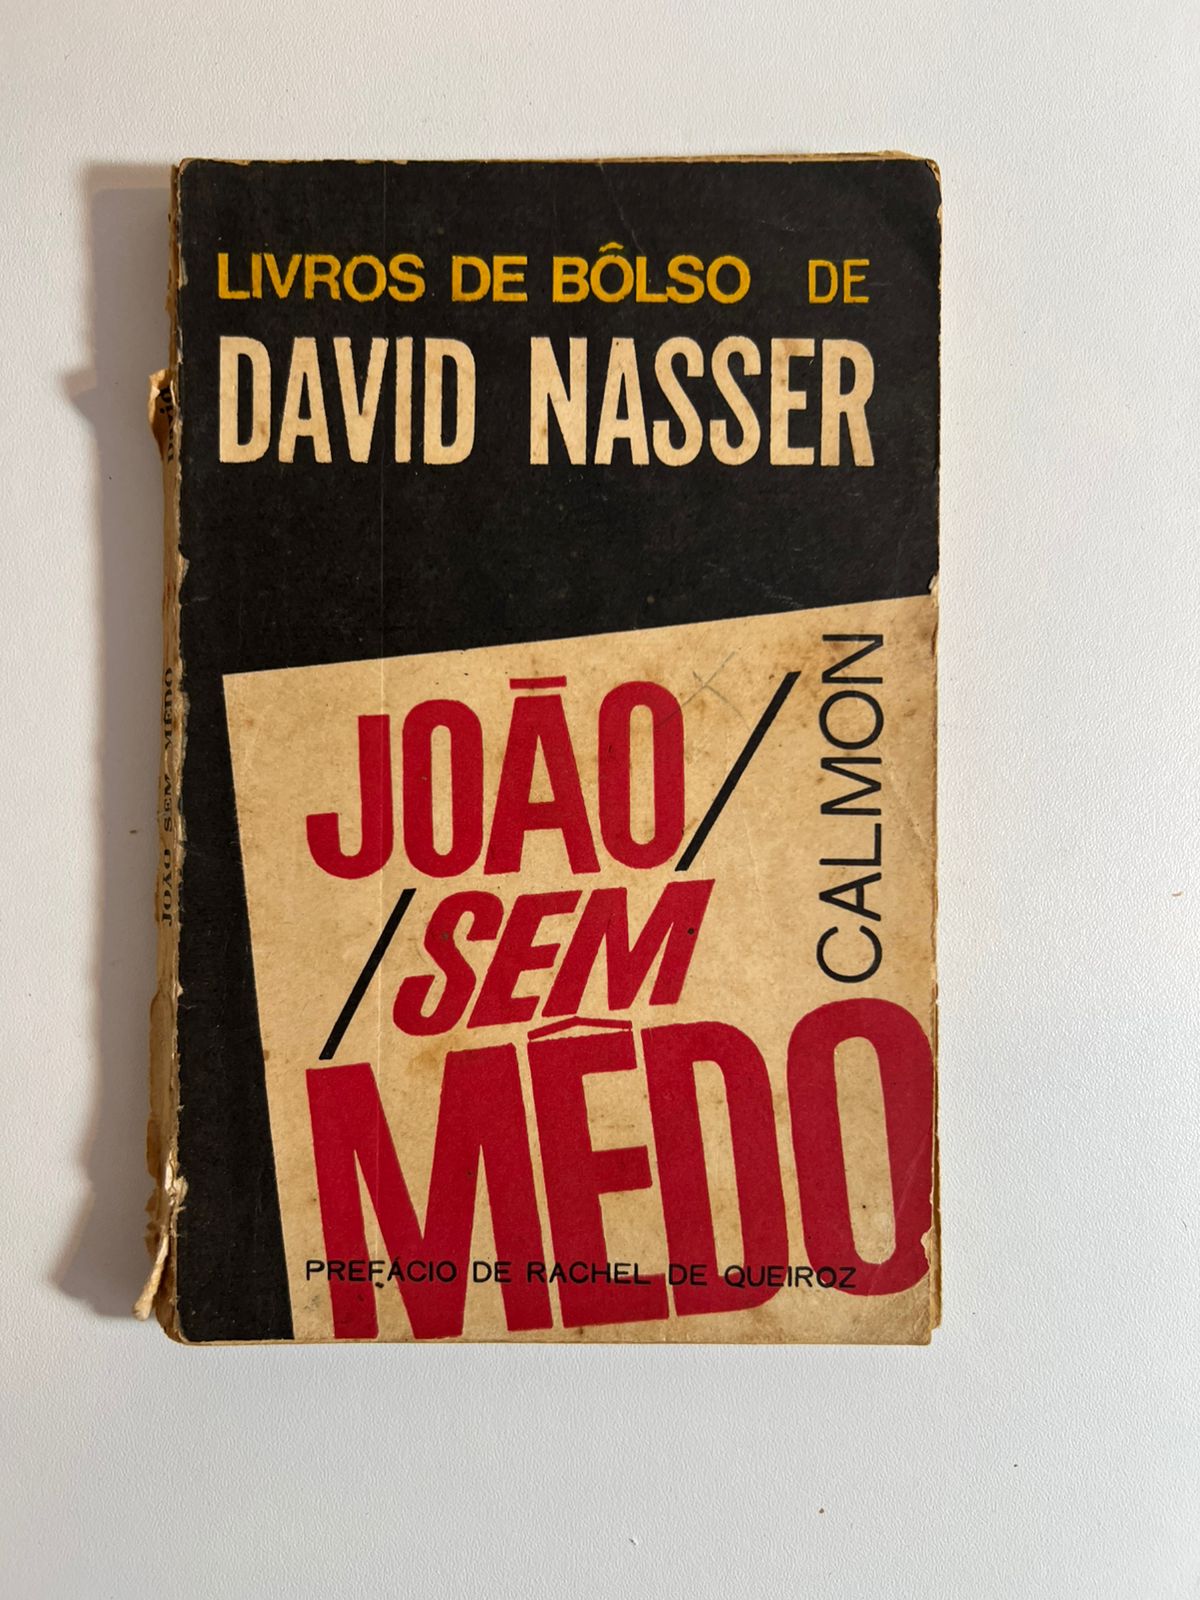 LIVROS DE BÔLSO DE
DAVID NASSER
JOÃO
CALMON
SEM
MÊDO
PREFÁCIO DE RACHEL DE QUEIROZ
JOÃO SEM MÊDO